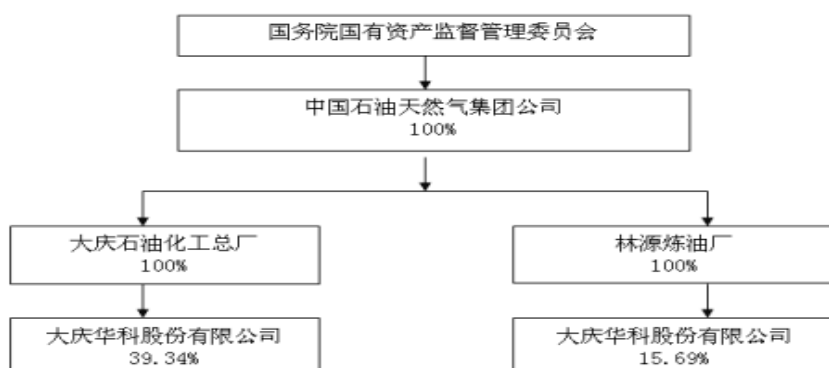 国务院国有资产监督管理委员会
中国石油天然气集团公司
100%
大庆石油化工总厂
100%
林源炼油厂
100%
大庆华科股份有限公司
39.34%
大庆华科股份有限公司
15.69%